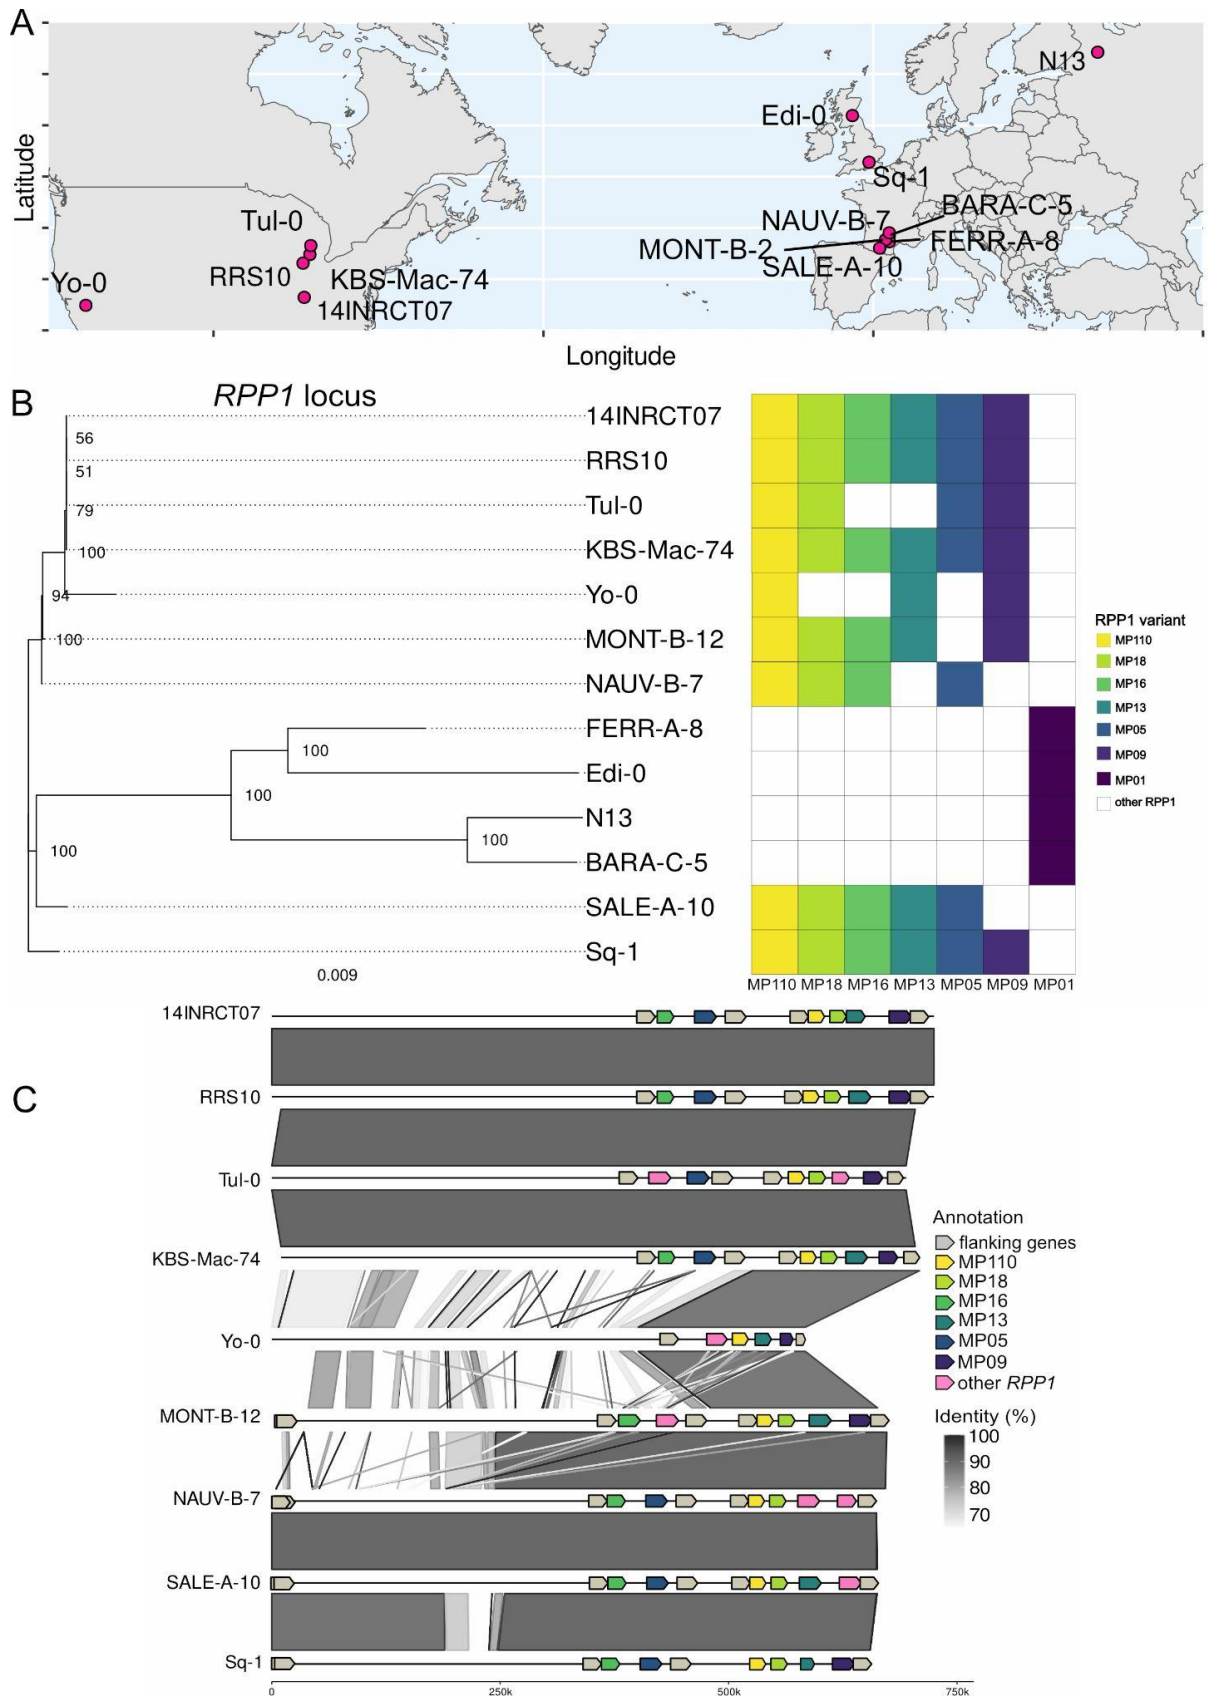 A
Latitude
N13
Edi-0
Sq-1
BARA-C-5
NAUV-B-7
Tul-0
MONT-B-2
FERR-A-8
SALE-A-10
RRS10
KBS-Mac-74
Yo-0
14INRCT07
Longitude
B
RPP1 locus
14INRCT07
56
RRS10
51
Tul-0
79
KBS-Mac-74
100
Yo-0
94
MONT-B-12
100
NAUV-B-7
FERR-A-8
100
Edi-0
100
N13
100
BARA-C-5
100
SALE-A-10
Sq-1
0.009
MP110 MP18 MP16 MP13 MP05 MP09 MP01
RPP1 variant
MP110
MP18
MP16
MP13
MP05
MP09
MP01
other RPP1
C
14INRCT07
RRS10
Tul-0
KBS-Mac-74
Yo-0
MONT-B-12
NAUV-B-7
SALE-A-10
Sq-1
0 250k 500k 750k
Annotation
flanking genes
MP110
MP18
MP16
MP13
MP05
MP09
other RPP1
Identity (%)
100
90
80
70